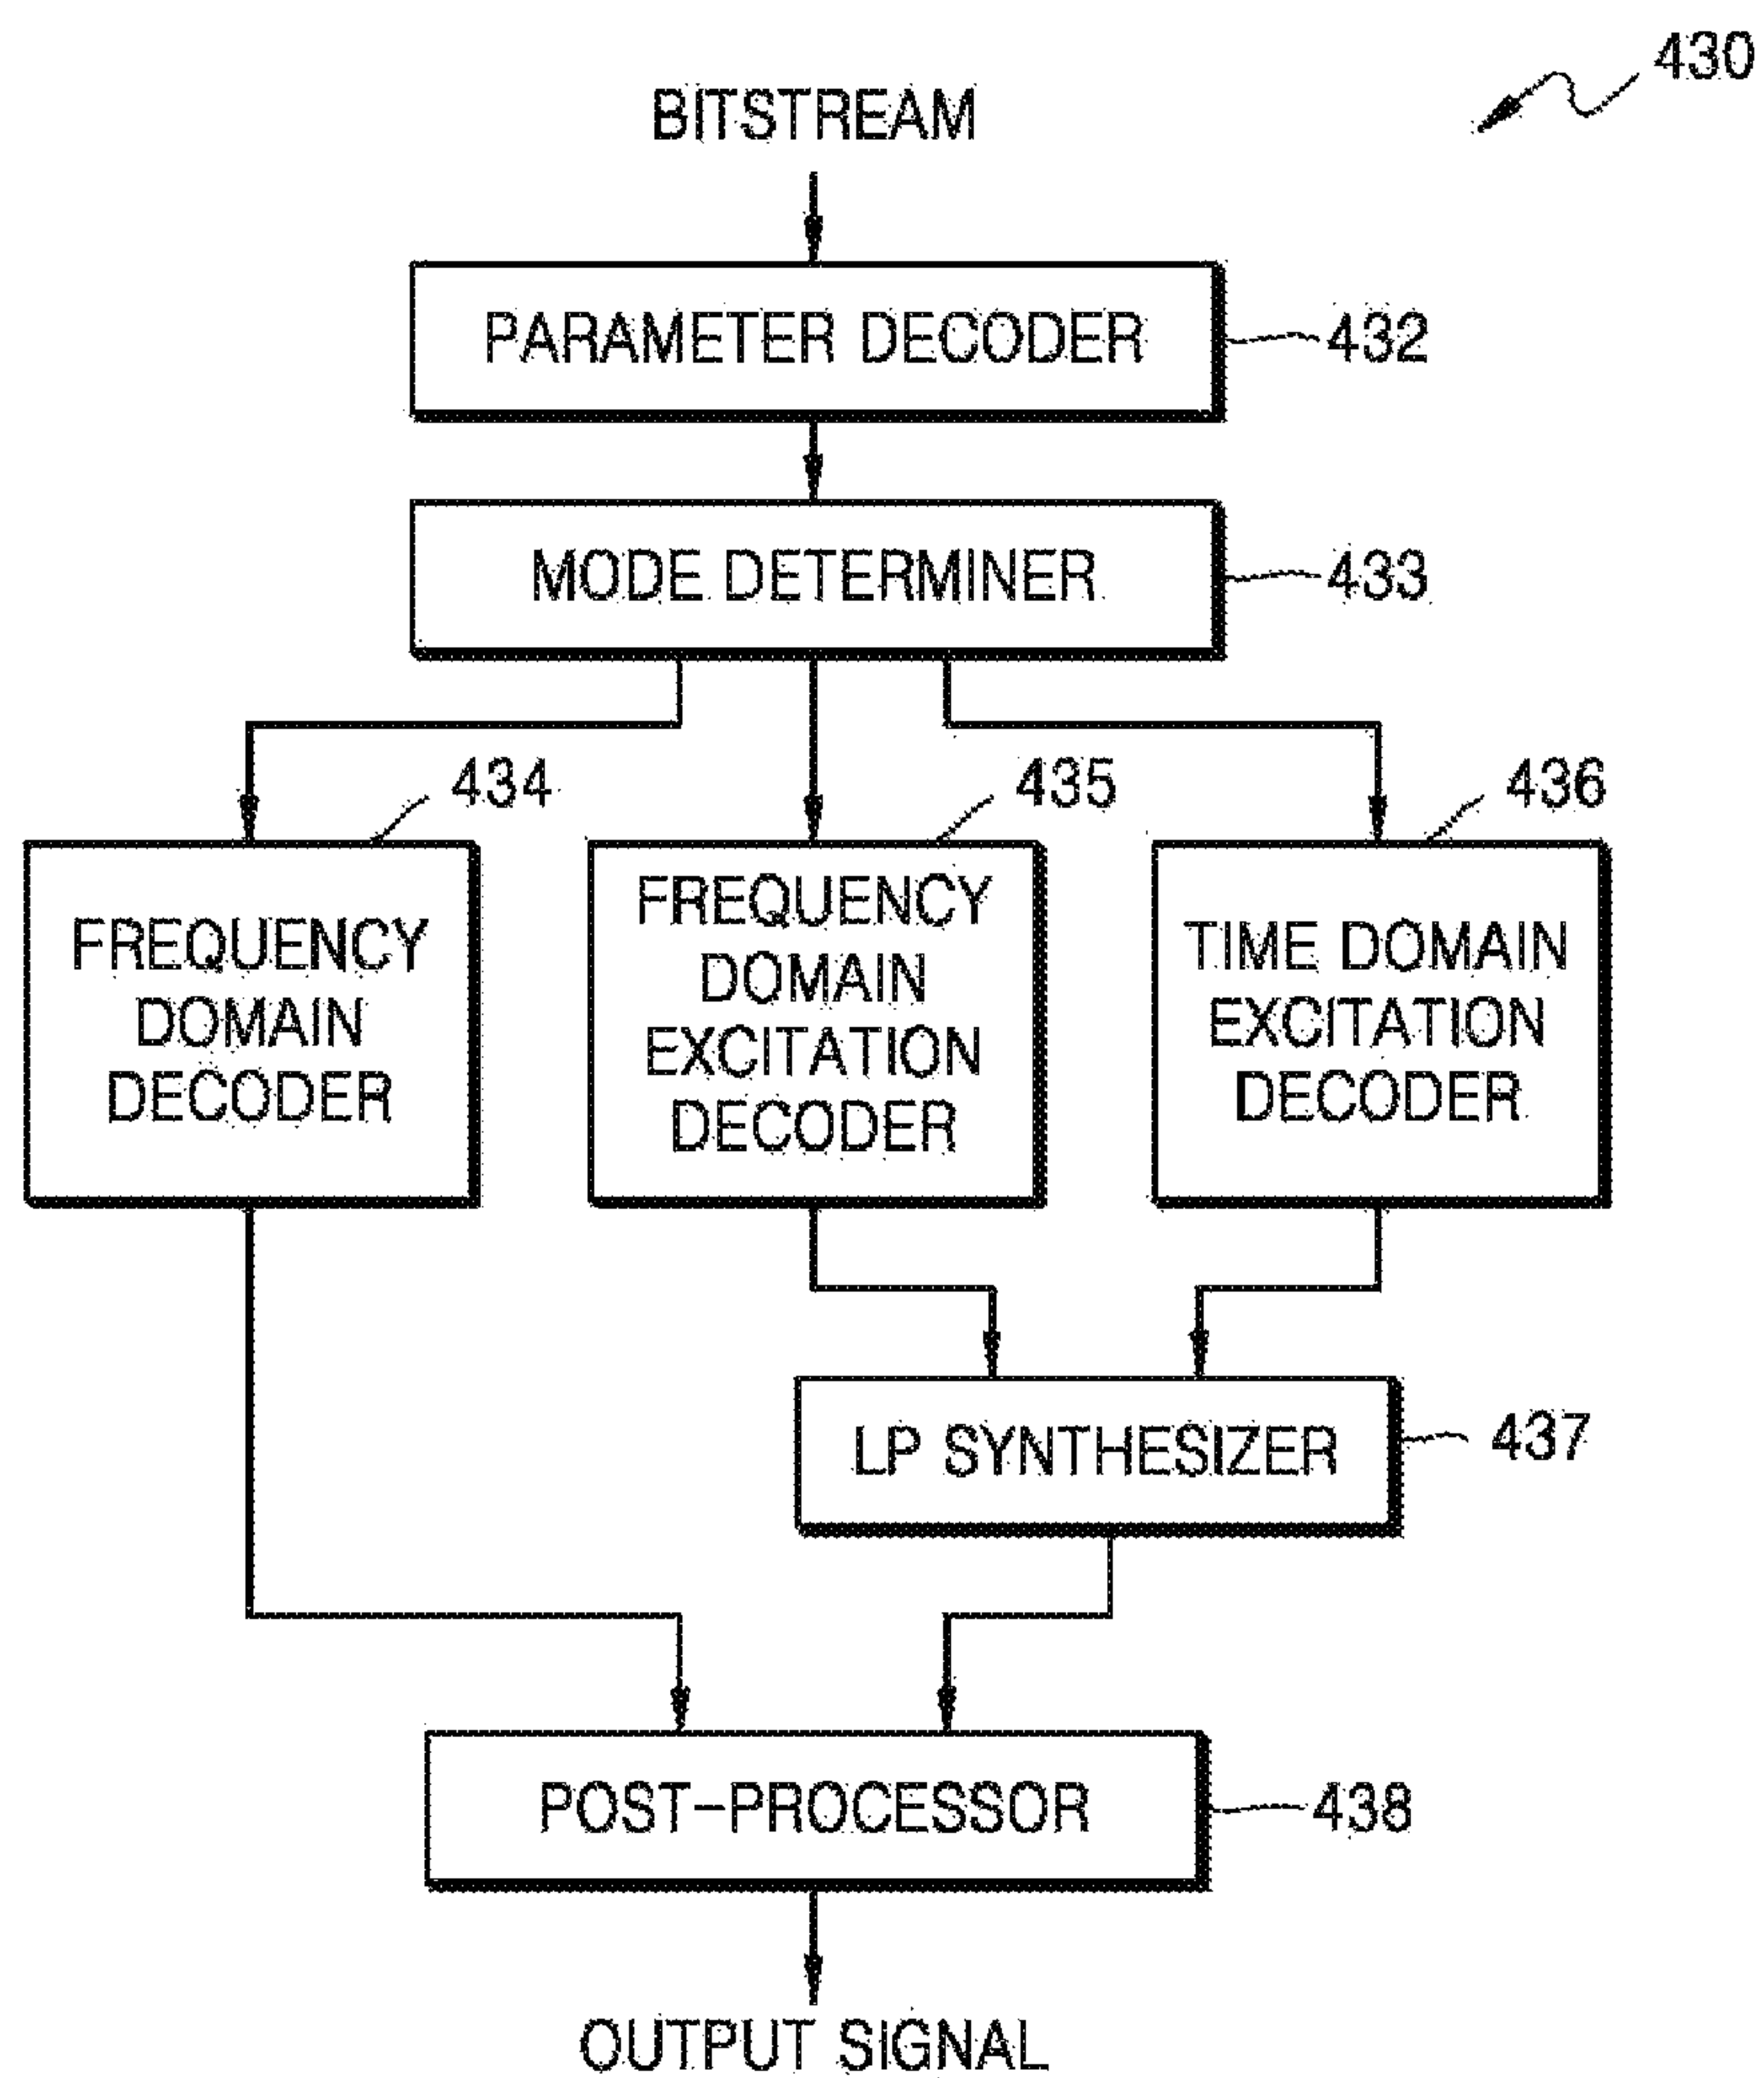 430
BITSTREAM
PARAMETER DECODER
432
MODE DETERMINER
433
434
435
436
FREQUENCY
DOMAIN
DECODER
FREQUENCY
DOMAIN
EXCITATION
DECODER
TIME DOMAIN
EXCITATION
DECODER
LP SYNTHESIZER
437
POST-PROCESSOR
438
OUTPUT SIGNAL